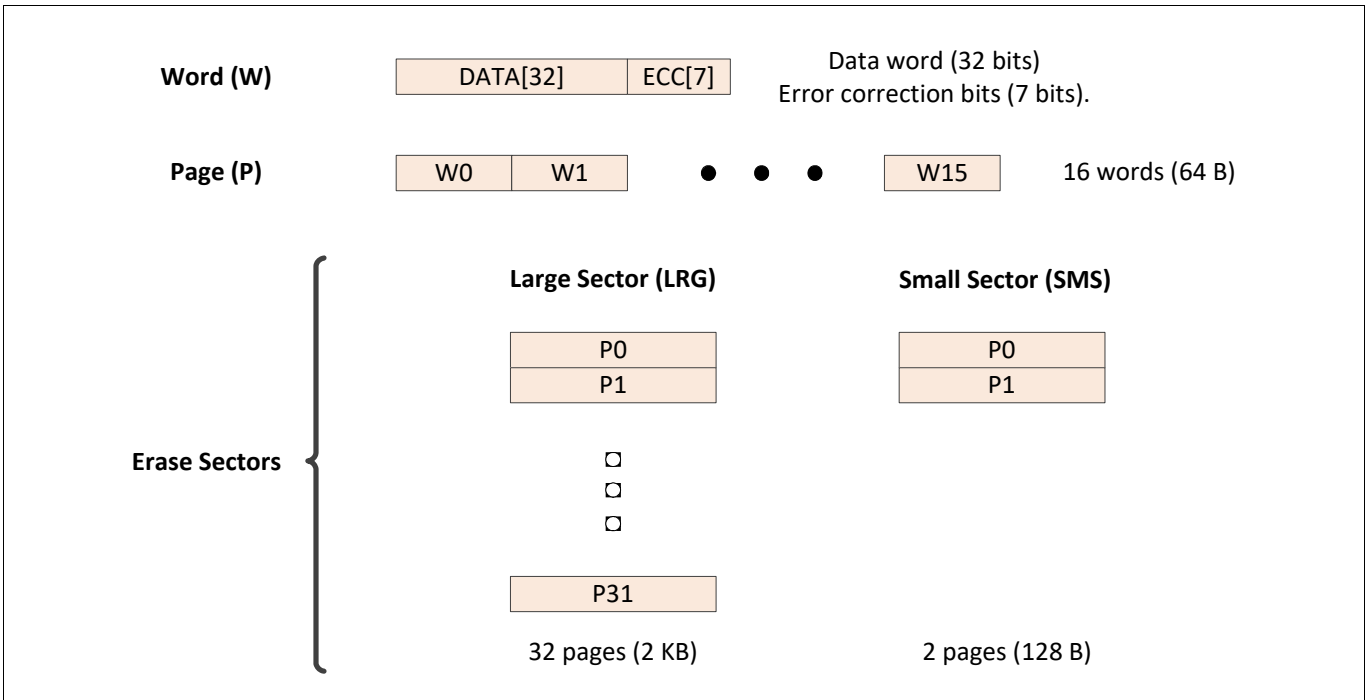 Word (W)
DATA[32] ECC[7]
Data word (32 bits)
Error correction bits (7 bits).
Page (P)
W0 W1 W15 16 words (64 B)
Large Sector (LRG) Small Sector (SMS)
P0 P0
P1 P1
Erase Sectors
P31
32 pages (2 KB) 2 pages (128 B)